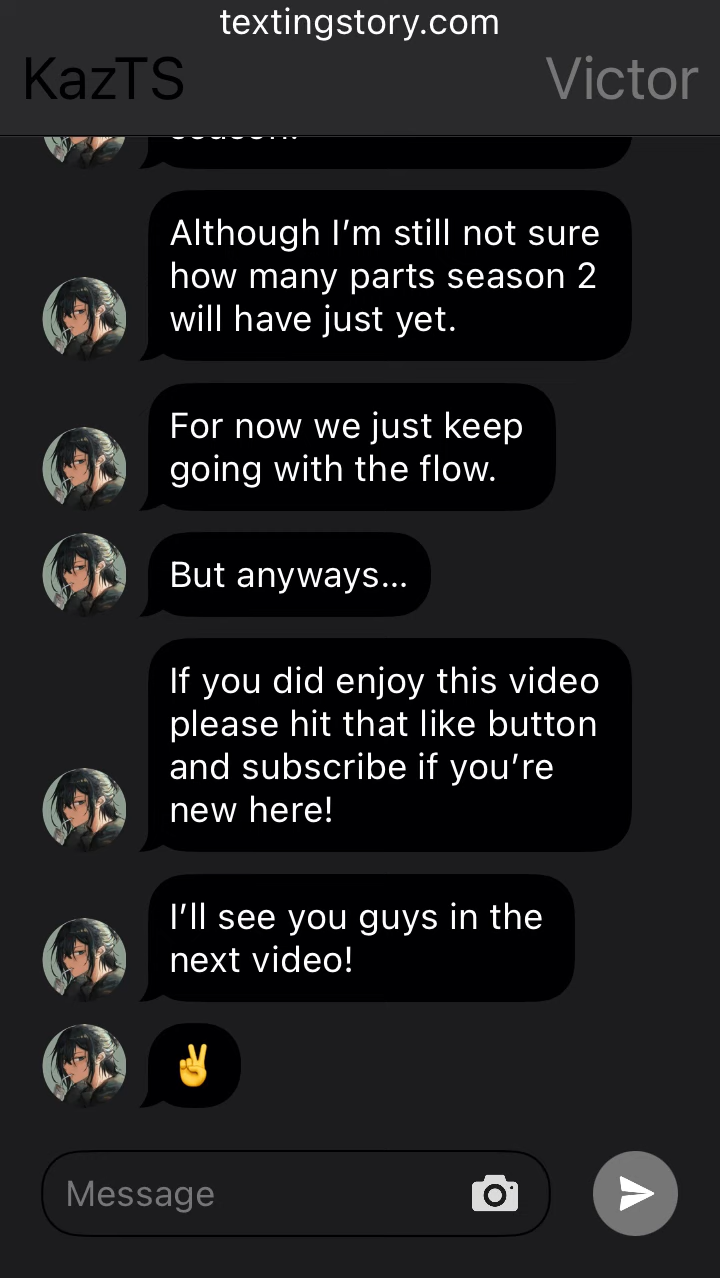 textingstory.com
KazTS
Victor
season.
Although I’m still not sure
how many parts season 2
will have just yet.
For now we just keep
going with the flow.
But anyways...
If you did enjoy this video
please hit that like button
and subscribe if you’re
new here!
I’ll see you guys in the
next video!
✌️
Message